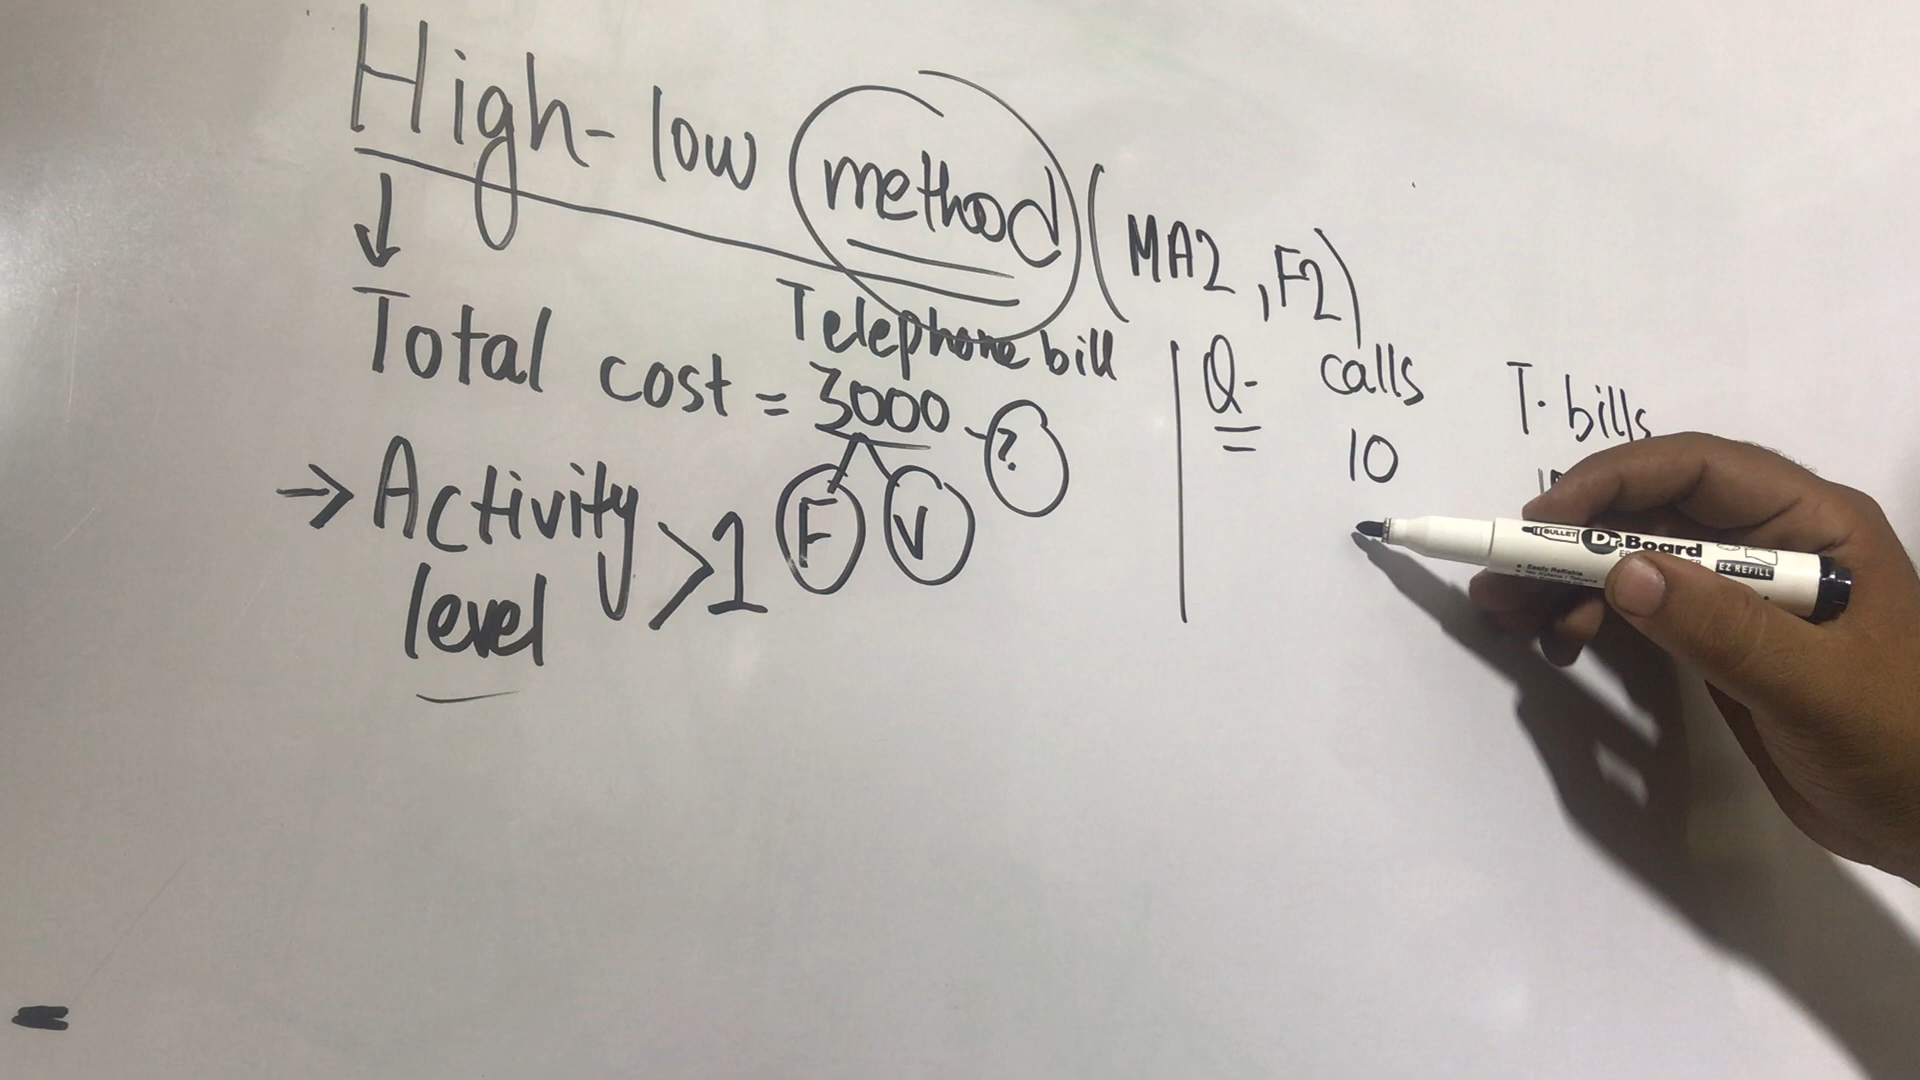 High-low method (MA2, F2)
Total cost = 3000 - ?
Telephone bill
F V
→ Activity level >1
Q- calls T. bills
10
BULLET Dr.Board
EZ REFILL